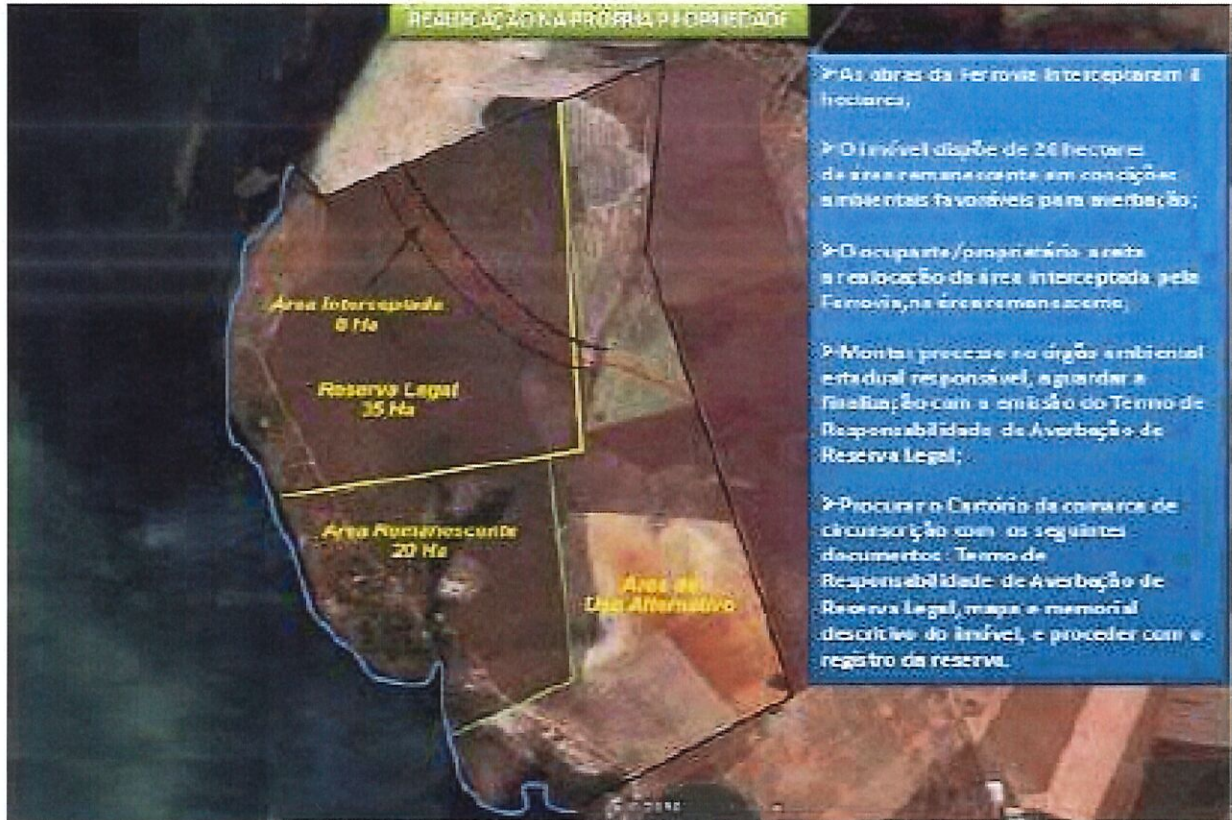 REALOCAÇÃO NA PRÓPRIA PROPRIEDADE
➢As obras da Ferrovia interceptaram 8
hectares;
➢O imóvel dispõe de 20 hectares
de área remanescente em condições
ambientais favoráveis para averbação;
➢O ocupante/proprietário aceita
a realocação da área interceptada pela
Ferrovia, na área remanescente;
➢Montar processo no órgão ambiental
estadual responsável, aguardar a
finalização com a emissão do Termo de
Responsabilidade de Averbação de
Reserva Legal;
➢Procurar o Cartório da comarca de
circunscrição com os seguintes
documentos: Termo de
Responsabilidade de Averbação de
Reserva Legal, mapa e memorial
descritivo do imóvel, e proceder com o
registro da reserva.
Área Interceptada
8 Ha
Reserva Legal
35 Ha
Área Remanescente
20 Ha
Área de
Uso Alternativo